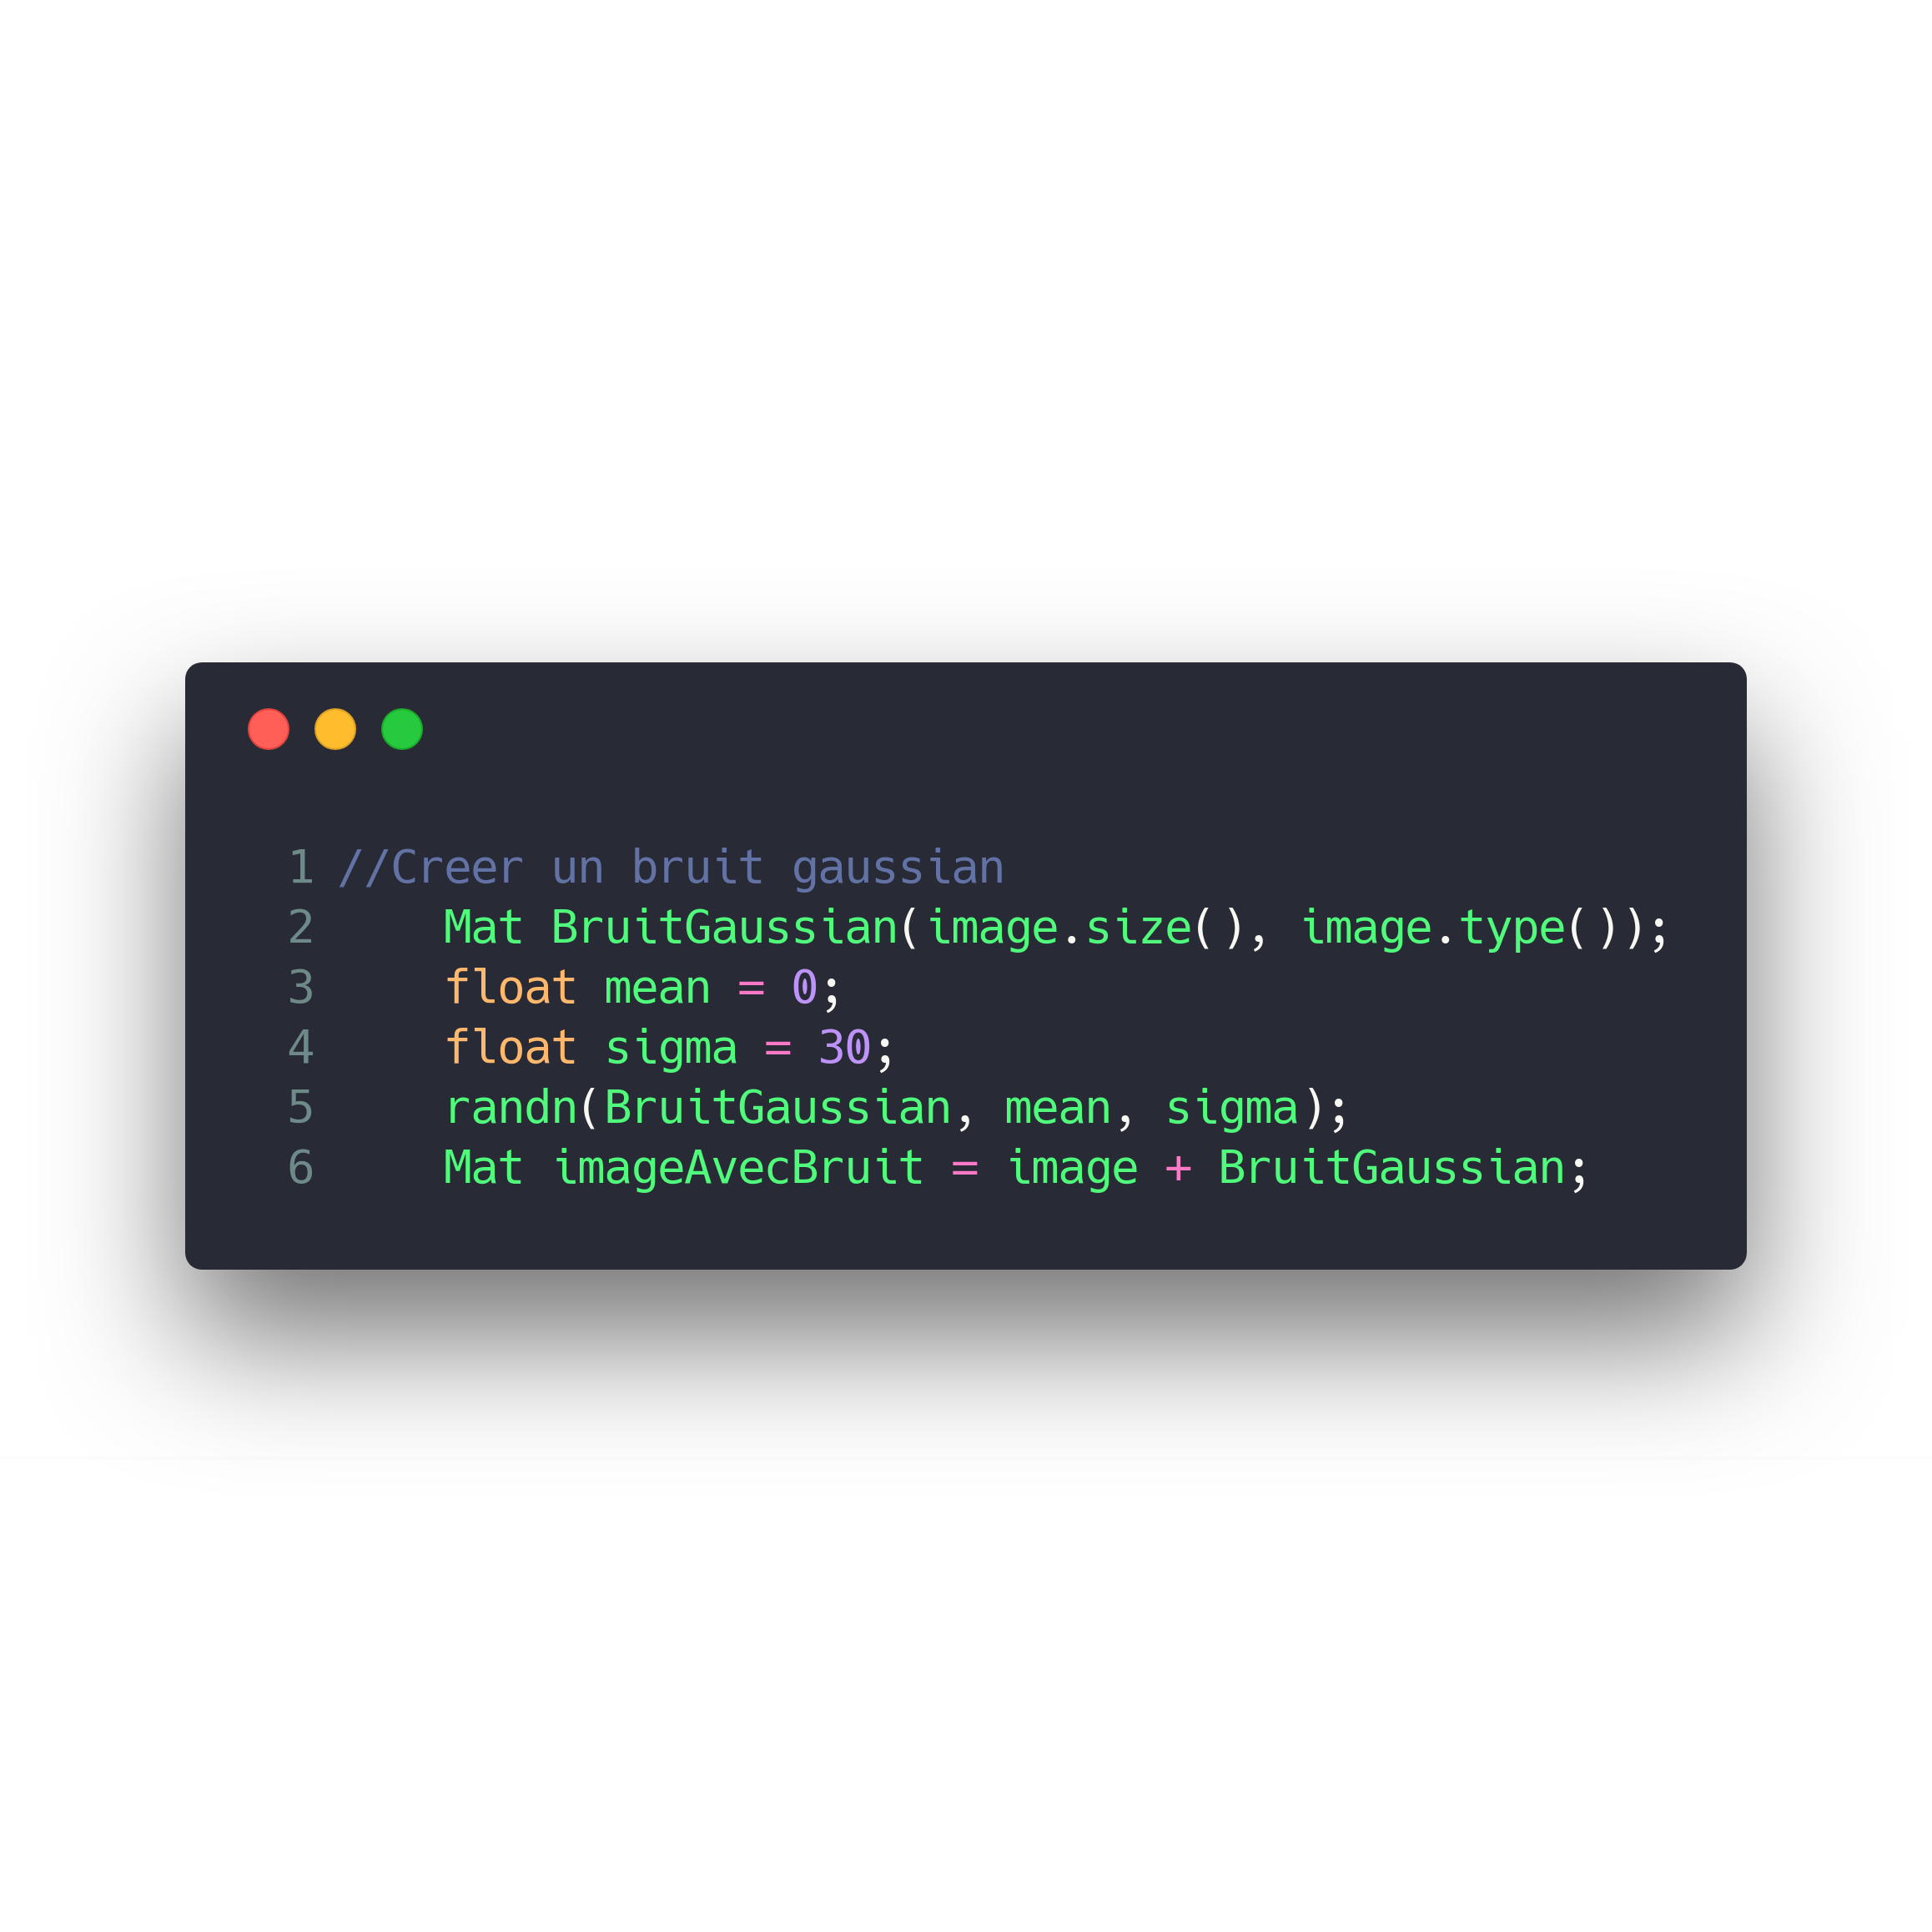 1 //Creer un bruit gaussian
2     Mat BruitGaussian(image.size(), image.type());
3     float mean = 0;
4     float sigma = 30;
5     randn(BruitGaussian, mean, sigma);
6     Mat imageAvecBruit = image + BruitGaussian;